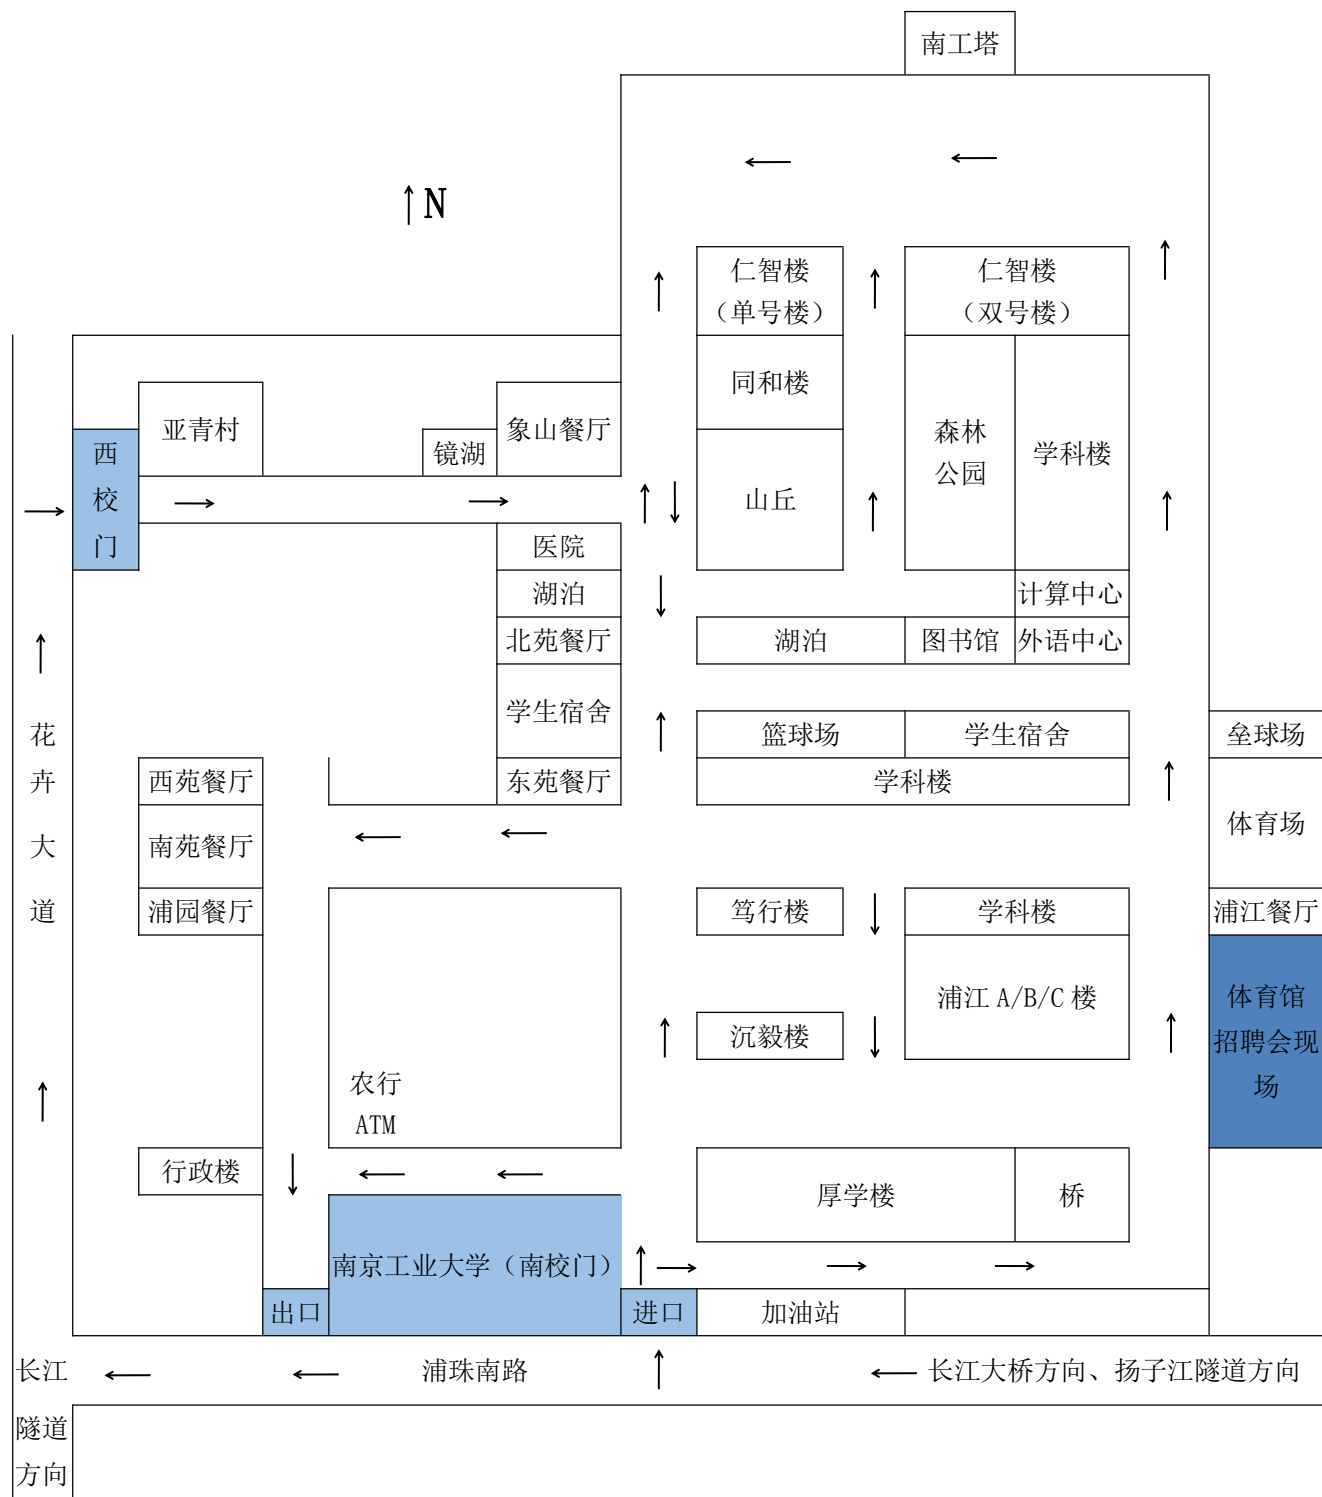 南工塔
N
仁智楼
（单号楼）
仁智楼
（双号楼）
同和楼
亚青村
象山餐厅
镜湖
森林
公园
学科楼
西
校
门
山丘
医院
湖泊
计算中心
北苑餐厅
湖泊
图书馆
外语中心
学生宿舍
花
卉
大
道
篮球场
学生宿舍
垒球场
西苑餐厅
东苑餐厅
学科楼
南苑餐厅
体育场
浦园餐厅
笃行楼
学科楼
浦江餐厅
浦江 A/B/C 楼
体育馆
招聘会现
场
沉毅楼
农行
ATM
行政楼
厚学楼
桥
南京工业大学（南校门）
出口
进口
加油站
长江
隧道
方向
浦珠南路
长江大桥方向、扬子江隧道方向